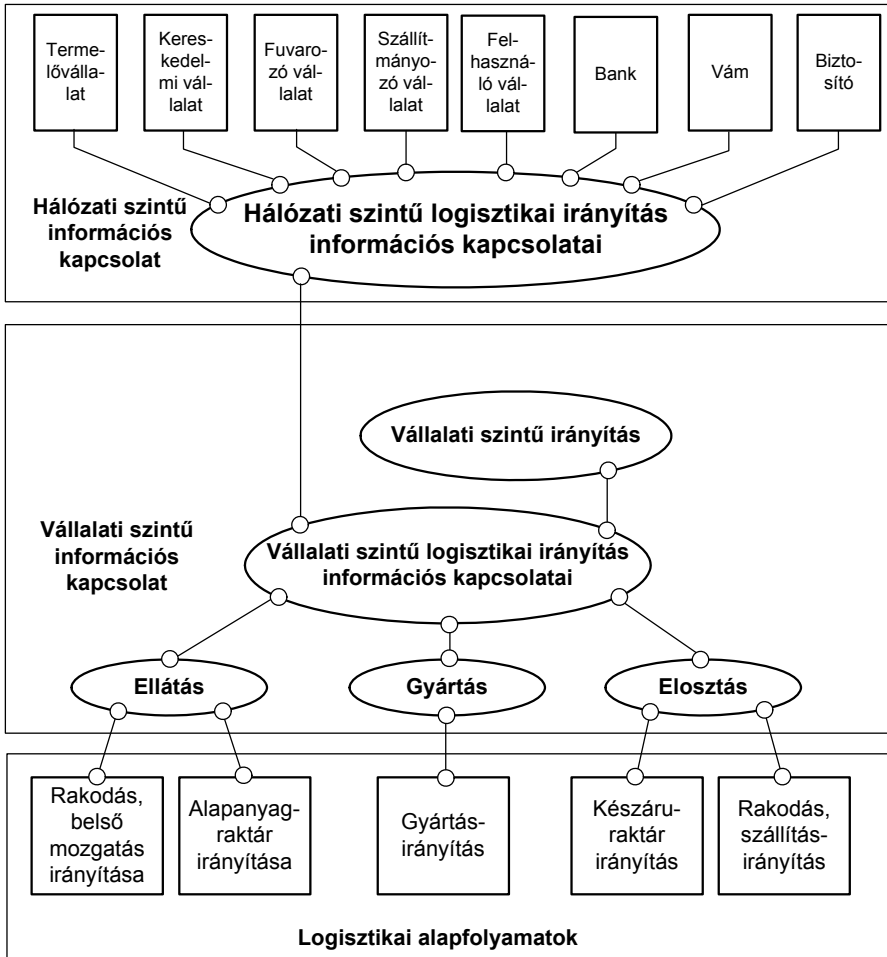 Terme-
lőválla-
lat
Keres-
kedel-
mi vál-
lalat
Fuvaro-
zó vál-
lalat
Szállít-
mányo-
zó válla-
lat
Fel-
haszná-
ló vál-
lalat
Bank
Vám
Bizto-
sító
Hálózati szintű
információs
kapcsolat
Hálózati szintű logisztikai irányítás
információs kapcsolatai
Vállalati szintű irányítás
Vállalati szintű
információs
kapcsolat
Vállalati szintű logisztikai irányítás
információs kapcsolatai
Ellátás
Gyártás
Elosztás
Rakodás,
belső
mozgatás
irányítása
Alapanyag-
raktár
irányítása
Gyártás-
irányítás
Készáru-
raktár
irányítás
Rakodás,
szállítás-
irányítás
Logisztikai alapfolyamatok